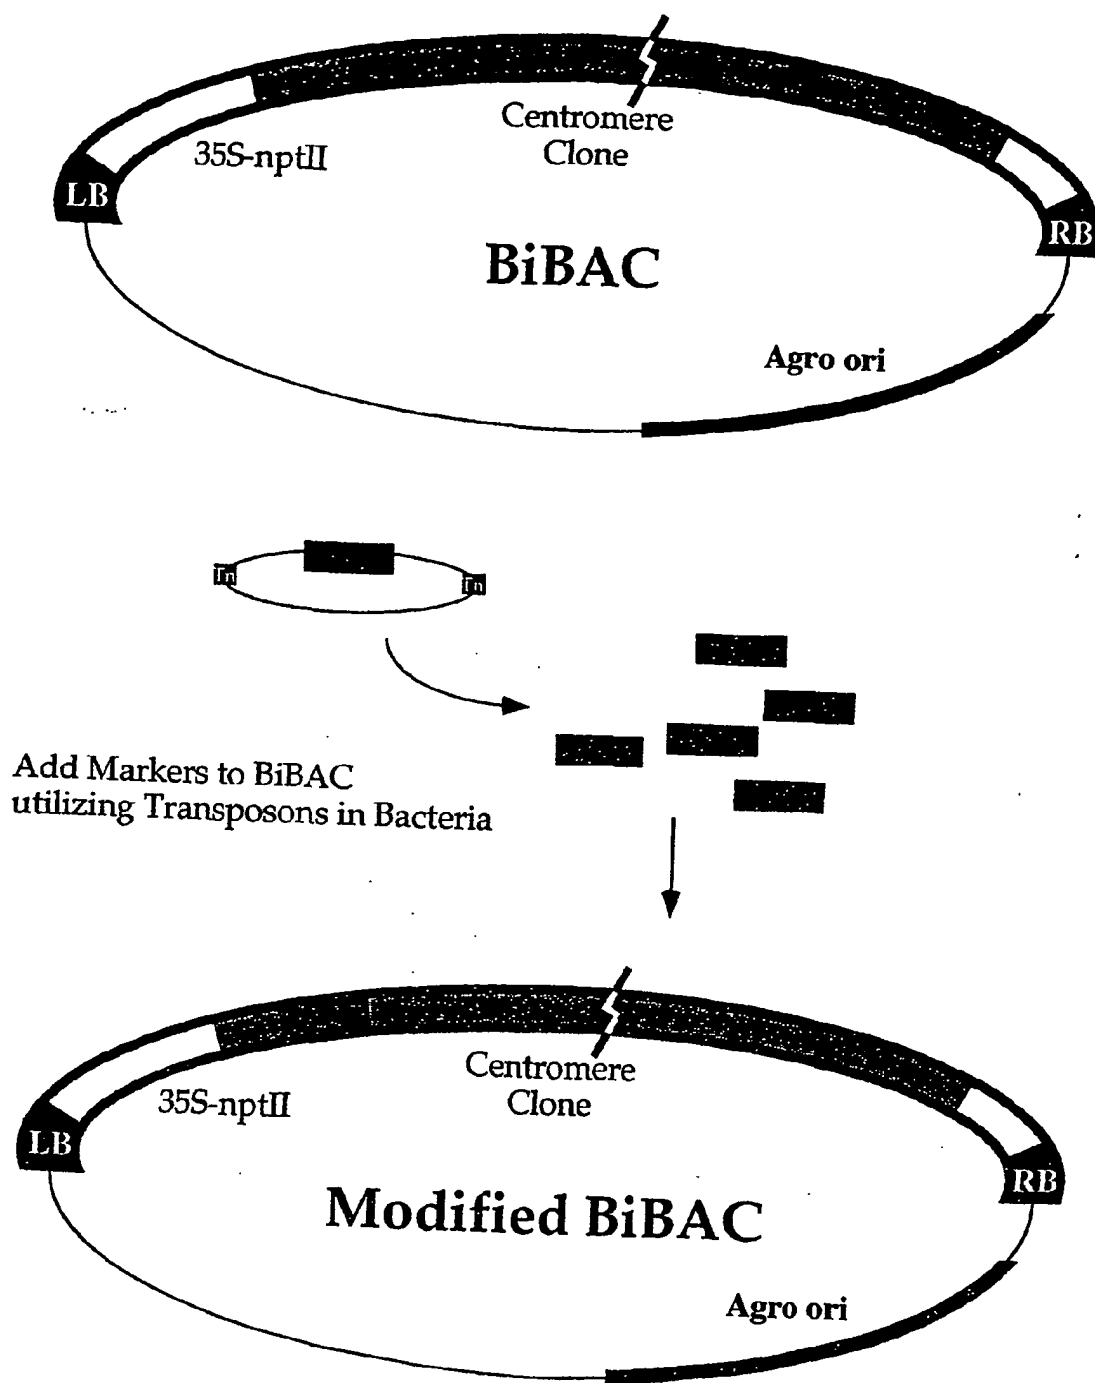 Centromere
Clone
35S-nptII
LB
RB
BiBAC
Agro ori
Tn
Tn
Add Markers to BiBAC
utilizing Transposons in Bacteria
Centromere
Clone
35S-nptII
LB
RB
Modified BiBAC
Agro ori